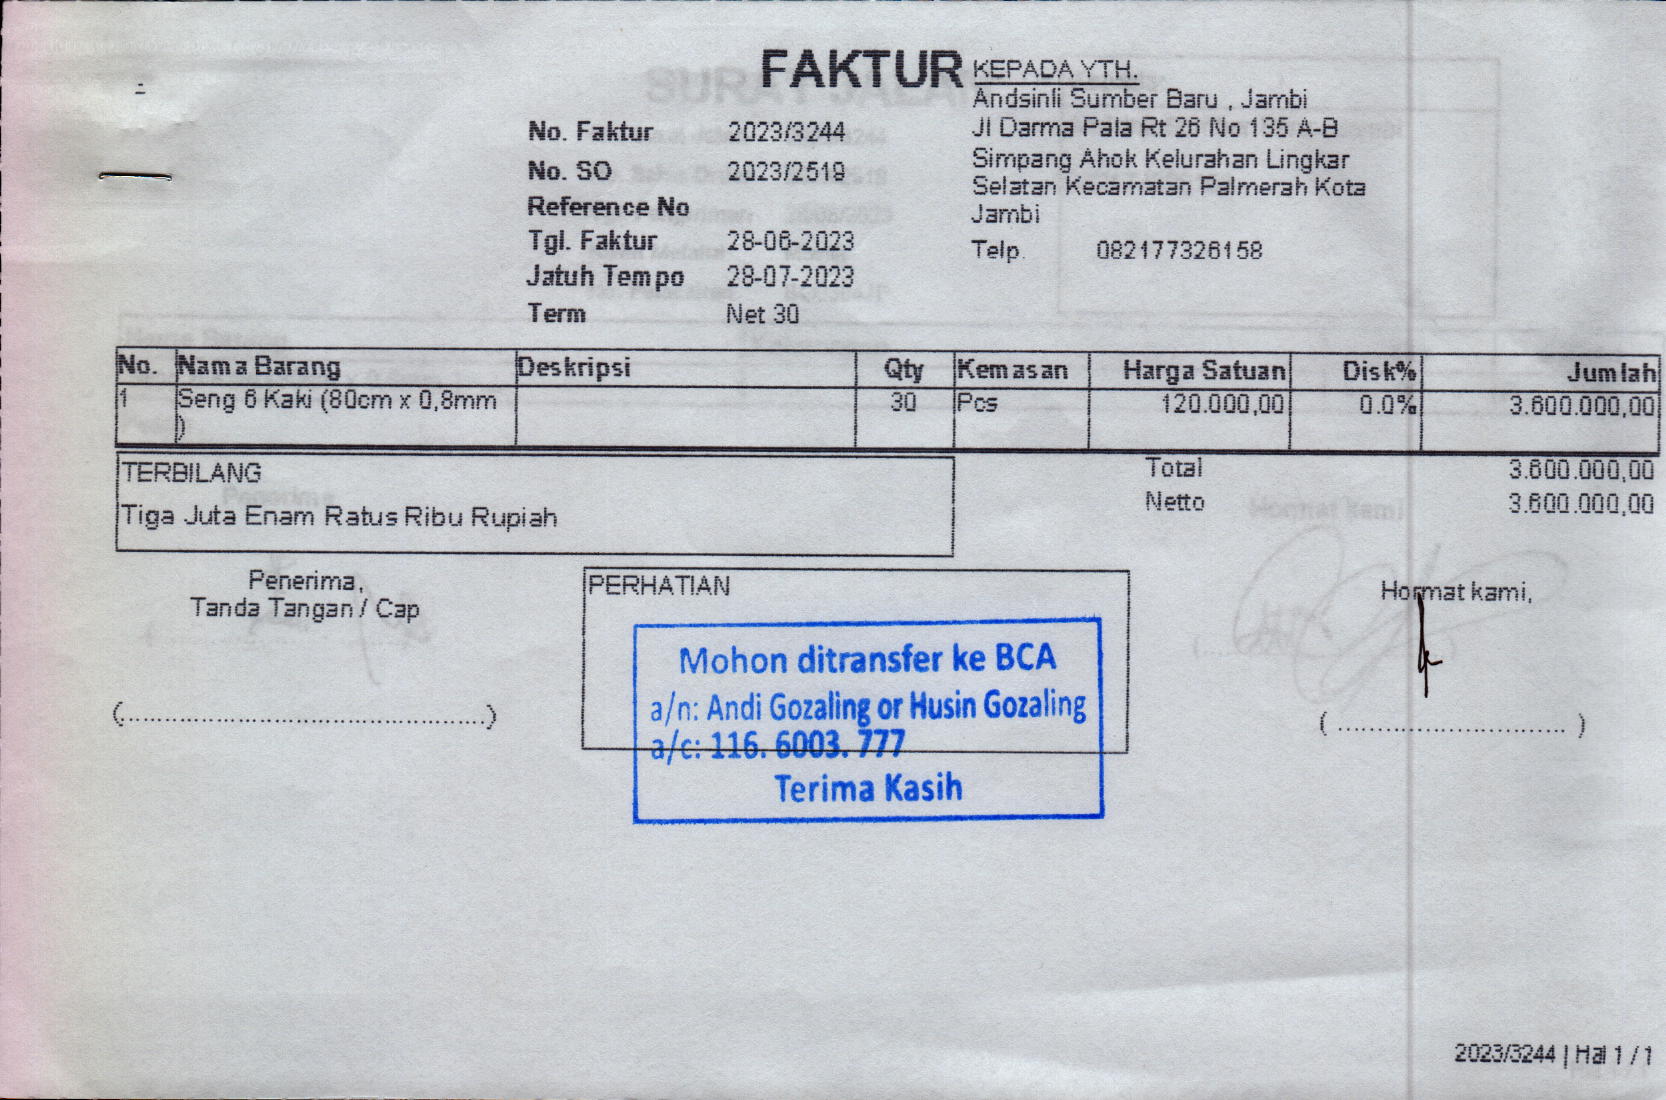 FAKTUR
KEPADA YTH.
Andsinli Sumber Baru , Jambi
Jl Darma Pala Rt 26 No 135 A-B
Simpang Ahok Kelurahan Lingkar
Selatan Kecamatan Palmerah Kota
Jambi
Telp. 082177326158
No. Faktur 2023/3244
No. SO 2023/2519
Reference No
Tgl. Faktur 28-06-2023
Jatuh Tempo 28-07-2023
Term Net 30
No. Nama Barang Deskripsi Qty Kemasan Harga Satuan Disk% Jumlah
1 Seng 6 Kaki (80cm x 0,8mm 30 Pcs 120.000,00 0.0% 3.600.000,00
)
TERBILANG
Tiga Juta Enam Ratus Ribu Rupiah
Total 3.600.000,00
Netto 3.600.000,00
Penerima,
Tanda Tangan / Cap
(................................................)
PERHATIAN
Mohon ditransfer ke BCA
a/n: Andi Gozaling or Husin Gozaling
a/c: 116. 6003. 777
Terima Kasih
Hormat kami,
( ............................. )
2023/3244 | Hal 1 / 1